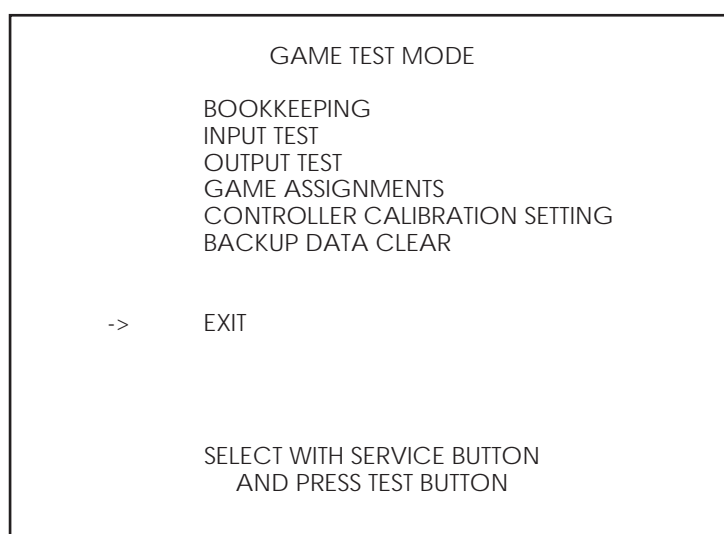 GAME TEST MODE
BOOKKEEPING
INPUT TEST
OUTPUT TEST
GAME ASSIGNMENTS
CONTROLLER CALIBRATION SETTING
BACKUP DATA CLEAR
-> EXIT
SELECT WITH SERVICE BUTTON
AND PRESS TEST BUTTON